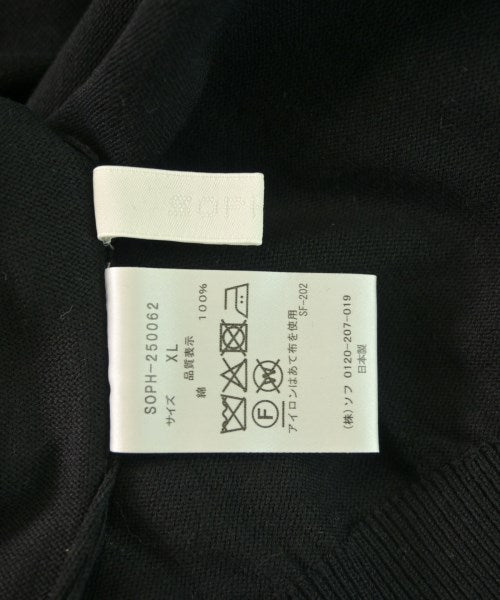 SOPH-250062
サイズ XL
品質表示
綿 100%
F W
アイロンはあて布を使用
SF-202
(株)ソフ 0120-207-019
日本製